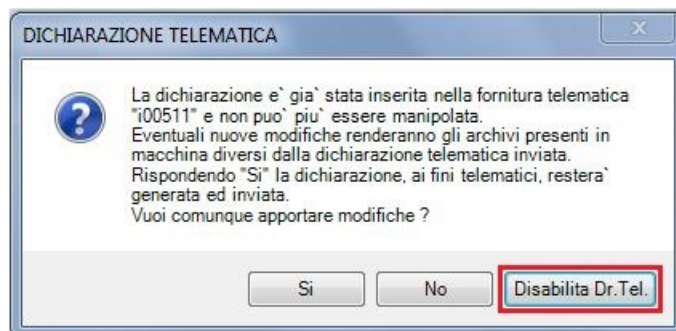 DICHIARAZIONE TELEMATICA
La dichiarazione e` gia` stata inserita nella fornitura telematica
"i00511" e non puo` piu` essere manipolata.
Eventuali nuove modifiche renderanno gli archivi presenti in
macchina diversi dalla dichiarazione telematica inviata.
Rispondendo "Si" la dichiarazione, ai fini telematici, restera`
generata ed inviata.
Vuoi comunque apportare modifiche ?
Si No Disabilita Dr.Tel.